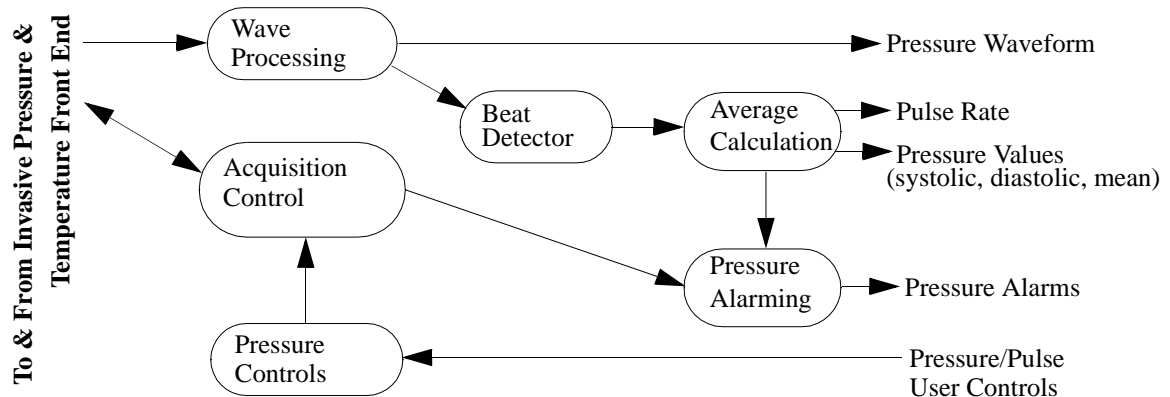 To & From Invasive Pressure &
Temperature Front End
Wave
Processing
Pressure Waveform
Beat
Detector
Average
Calculation
Pulse Rate
Pressure Values
(systolic, diastolic, mean)
Acquisition
Control
Pressure
Alarming
Pressure Alarms
Pressure
Controls
Pressure/Pulse
User Controls